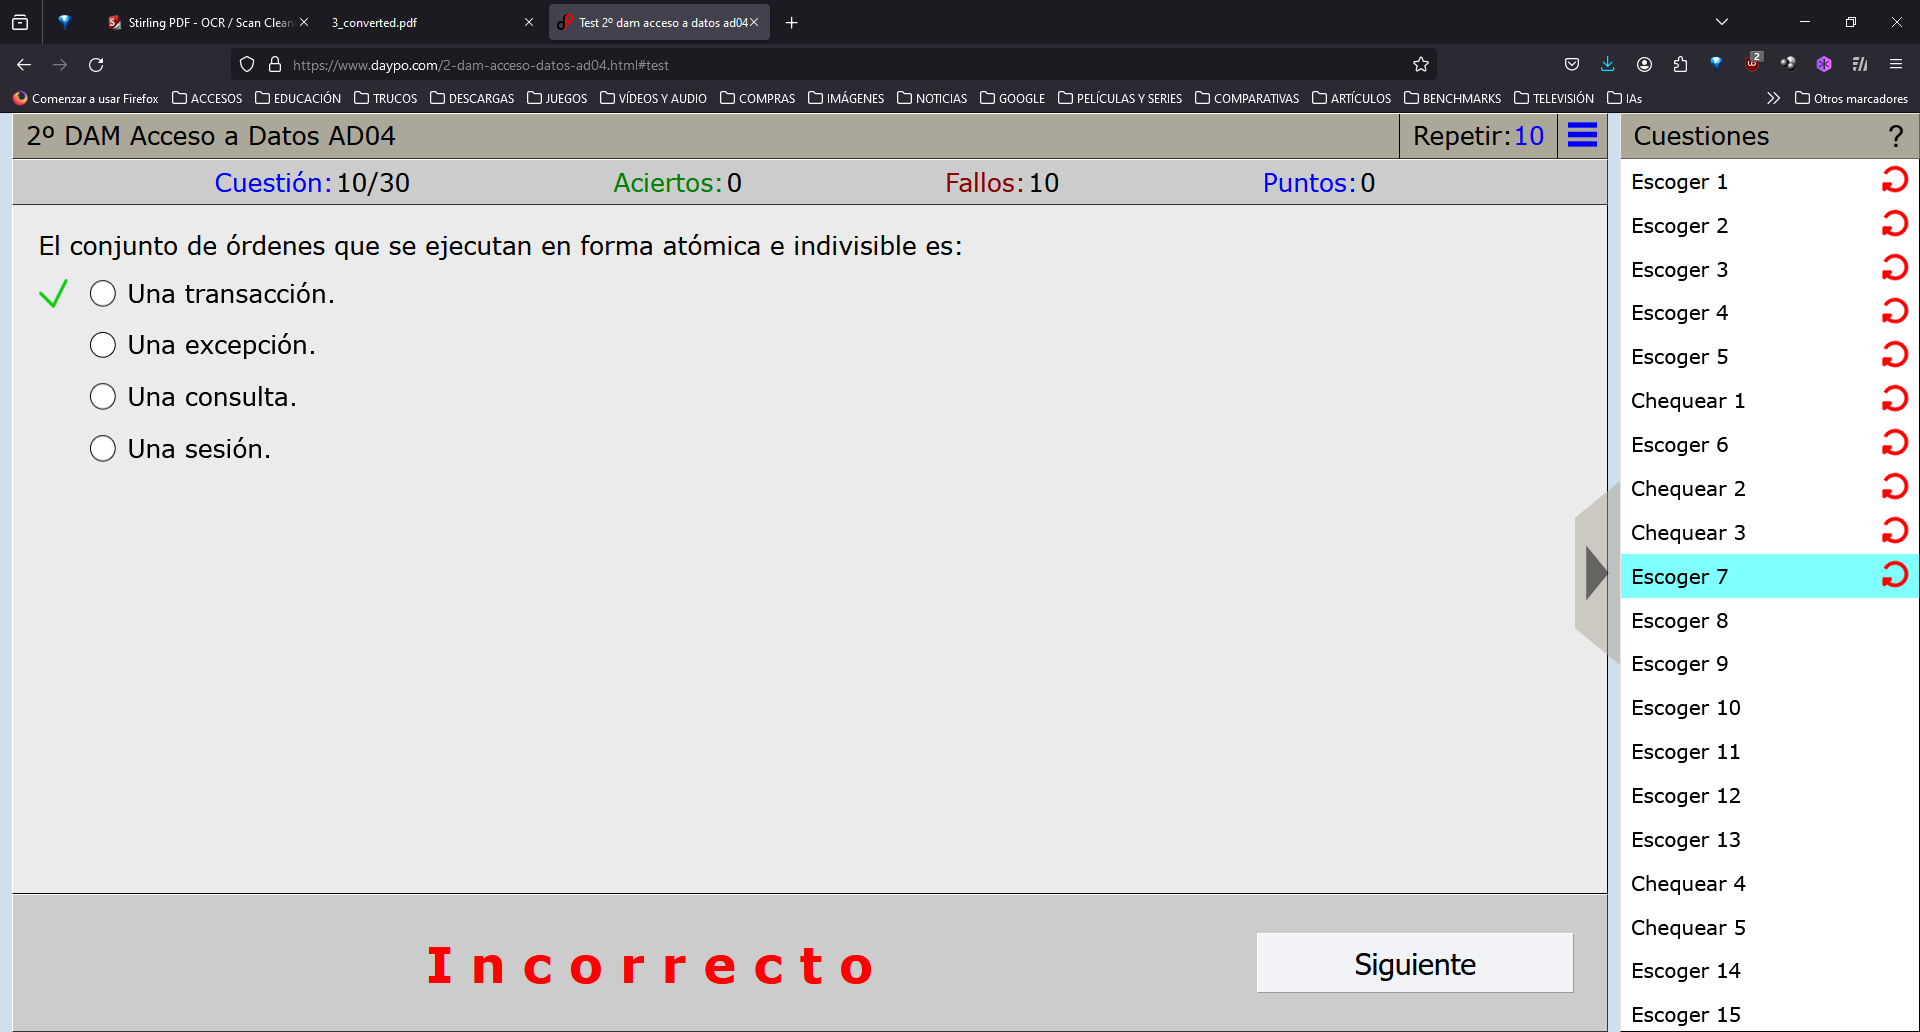 Stirling PDF - OCR / Scan Clean
3_converted.pdf
Test 2º dam acceso a datos ad04
https://www.daypo.com/2-dam-acceso-datos-ad04.html#test
2
Comenzar a usar Firefox
ACCESOS
EDUCACIÓN
TRUCOS
DESCARGAS
JUEGOS
VÍDEOS Y AUDIO
COMPRAS
IMÁGENES
NOTICIAS
GOOGLE
PELÍCULAS Y SERIES
COMPARATIVAS
ARTÍCULOS
BENCHMARKS
TELEVISIÓN
IAs
Otros marcadores
2º DAM Acceso a Datos AD04
Repetir:10
Cuestión:10/30
Aciertos:0
Fallos:10
Puntos:0
El conjunto de órdenes que se ejecutan en forma atómica e indivisible es:
Una transacción.
Una excepción.
Una consulta.
Una sesión.
Incorrecto
Siguiente
Cuestiones
?
Escoger 1
Escoger 2
Escoger 3
Escoger 4
Escoger 5
Chequear 1
Escoger 6
Chequear 2
Chequear 3
Escoger 7
Escoger 8
Escoger 9
Escoger 10
Escoger 11
Escoger 12
Escoger 13
Chequear 4
Chequear 5
Escoger 14
Escoger 15